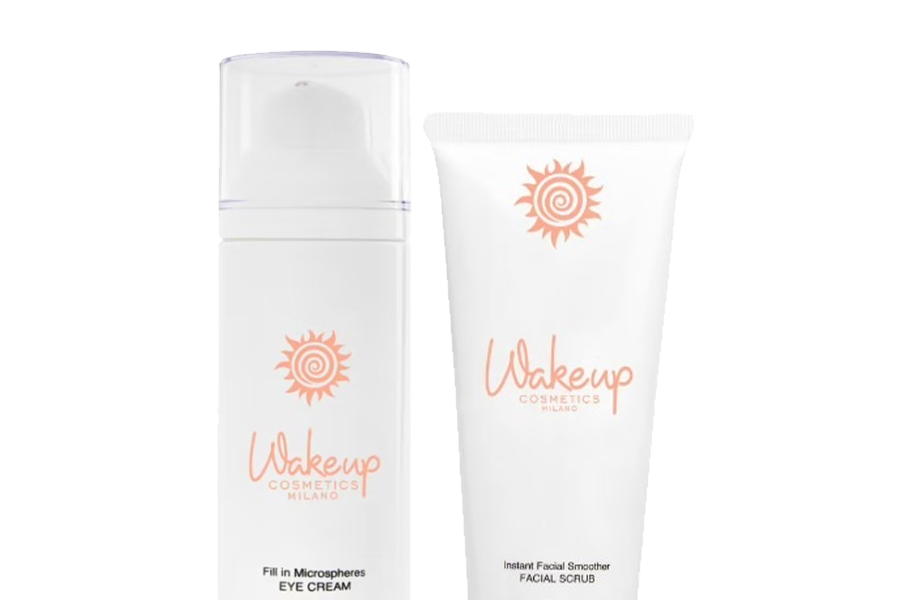 Wakeup
COSMETICS
MILANO
Fill in Microspheres
EYE CREAM
Wakeup
COSMETICS
MILANO
Instant Facial Smoother
FACIAL SCRUB